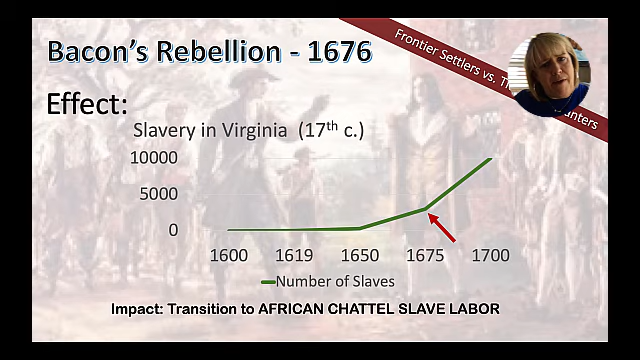 Bacon's Rebellion - 1676
Frontier Settlers vs.
Effect:
Slavery in Virginia (17th c.)
10000
5000
0
1600 1619 1650 1675 1700
Number of Slaves
Impact: Transition to AFRICAN CHATTEL SLAVE LABOR